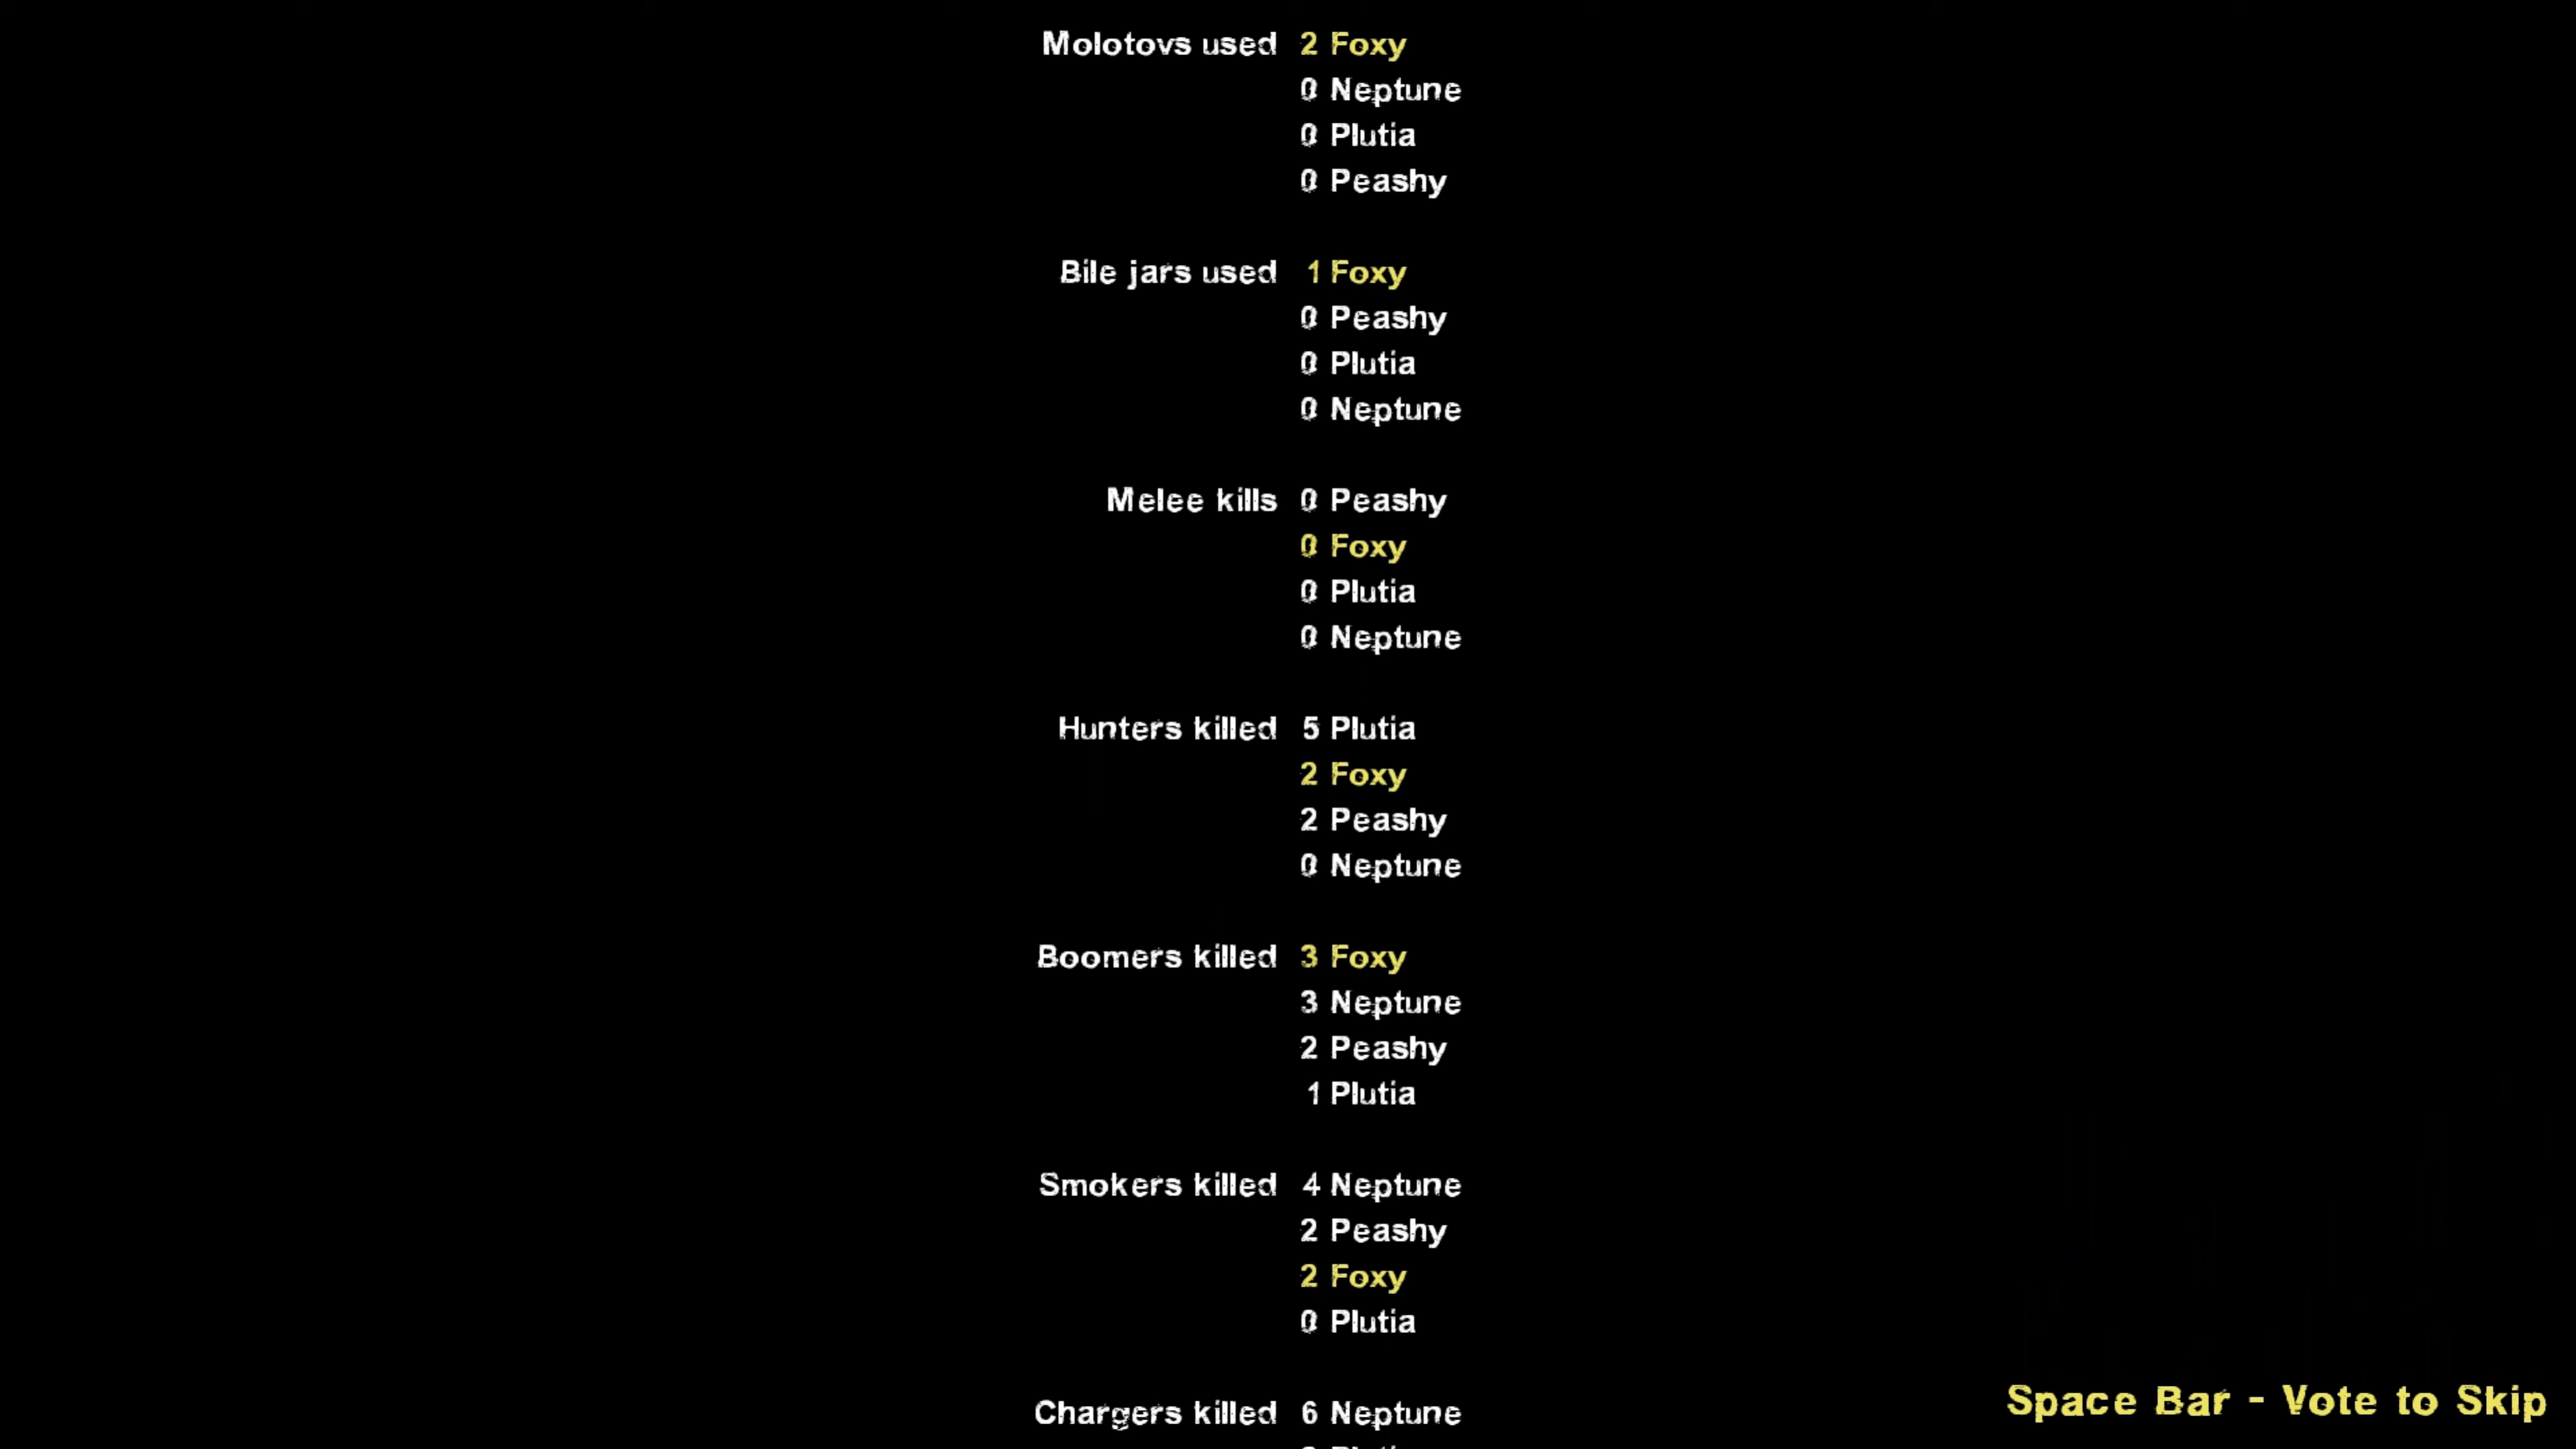 Molotovs used 2 Foxy
0 Neptune
0 Plutia
0 Peashy
Bile jars used 1 Foxy
0 Peashy
0 Plutia
0 Neptune
Melee kills 0 Peashy
0 Foxy
0 Plutia
0 Neptune
Hunters killed 5 Plutia
2 Foxy
2 Peashy
0 Neptune
Boomers killed 3 Foxy
3 Neptune
2 Peashy
1 Plutia
Smokers killed 4 Neptune
2 Peashy
2 Foxy
0 Plutia
Chargers killed 6 Neptune
Space Bar - Vote to Skip